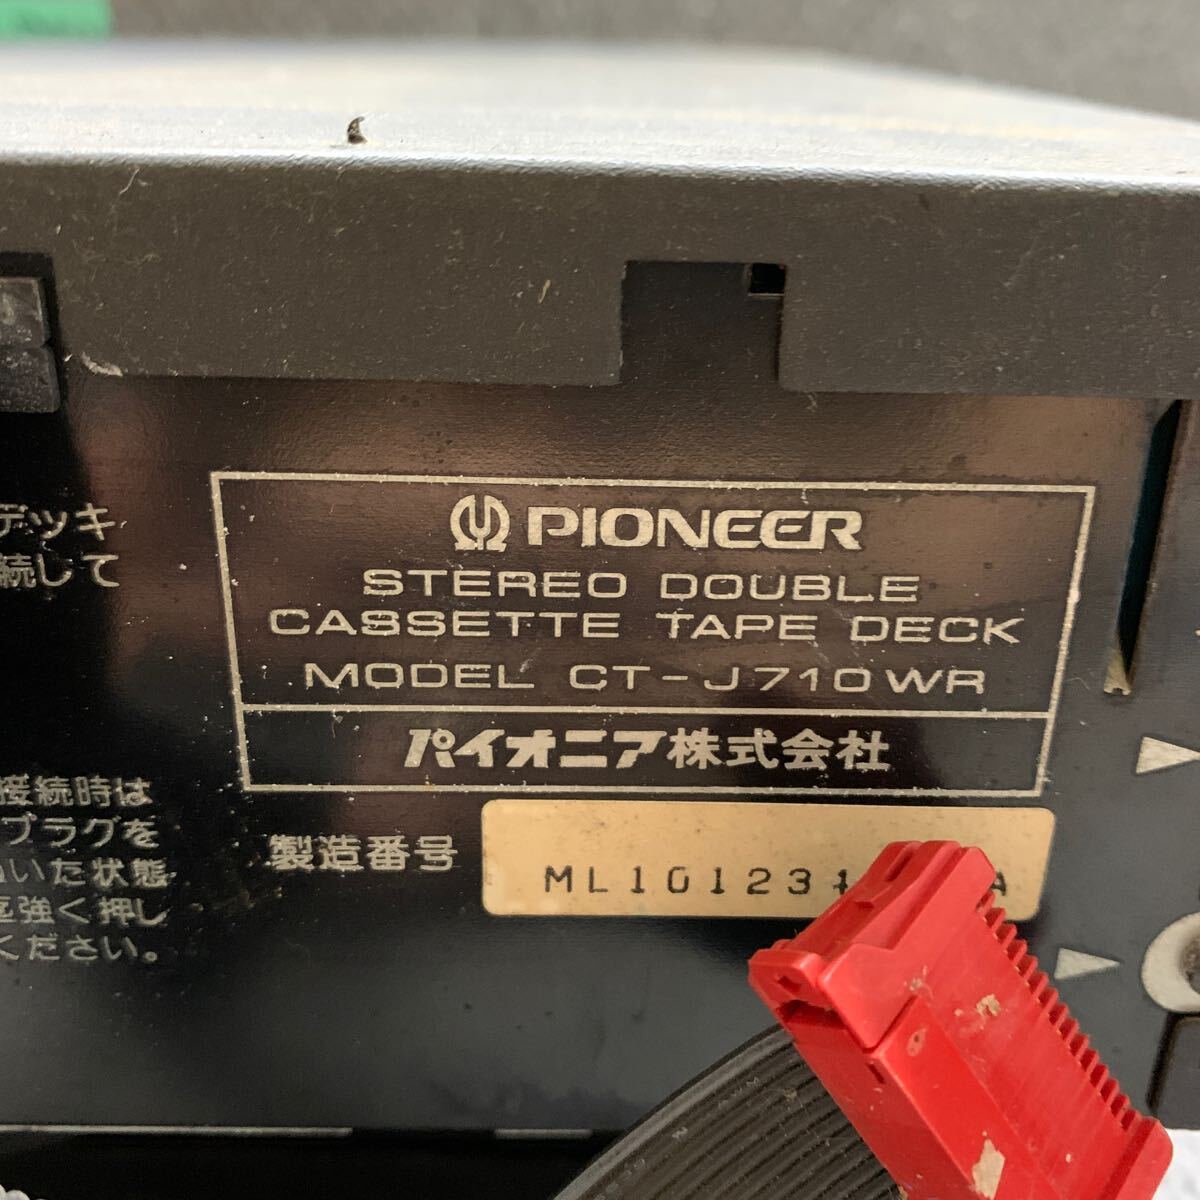 デッキ
続して
PIONEER
STEREO DOUBLE
CASSETTE TAPE DECK
MODEL CT-J710WR
パイオニア株式会社
接続時は
プラグを
いた状態
強く押し
ください。
製造番号
ML101231